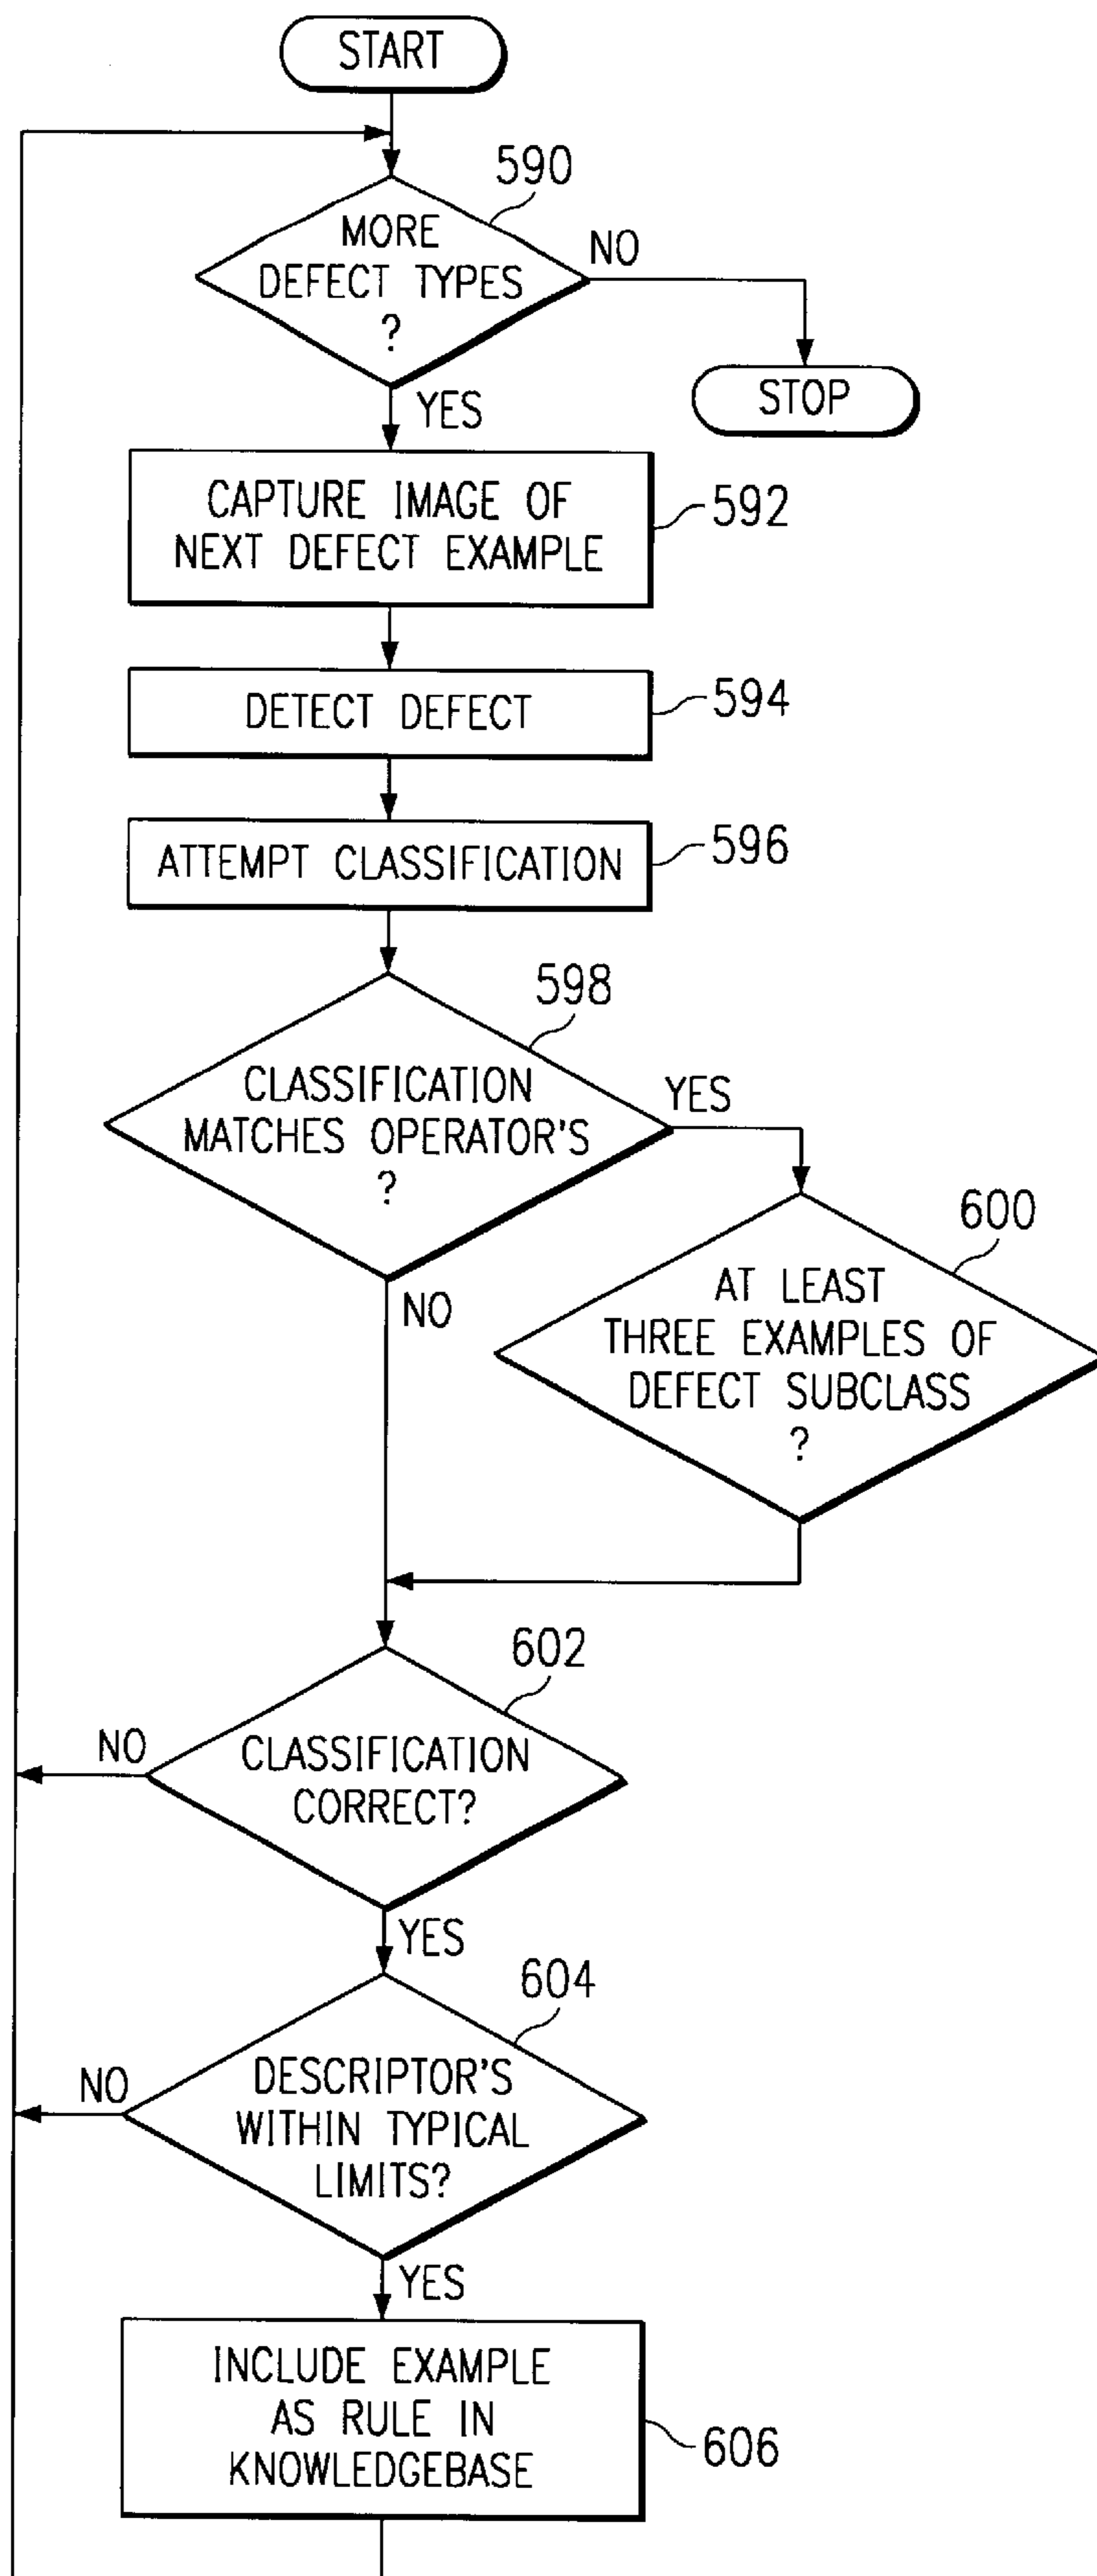 START
590
MORE
DEFECT TYPES
?
NO
STOP
YES
CAPTURE IMAGE OF
NEXT DEFECT EXAMPLE
592
DETECT DEFECT
594
ATTEMPT CLASSIFICATION
596
598
CLASSIFICATION
MATCHES OPERATOR'S
?
YES
NO
600
AT LEAST
THREE EXAMPLES OF
DEFECT SUBCLASS
?
602
NO
CLASSIFICATION
CORRECT?
YES
604
NO
DESCRIPTOR'S
WITHIN TYPICAL
LIMITS?
YES
INCLUDE EXAMPLE
AS RULE IN
KNOWLEDGEBASE
606